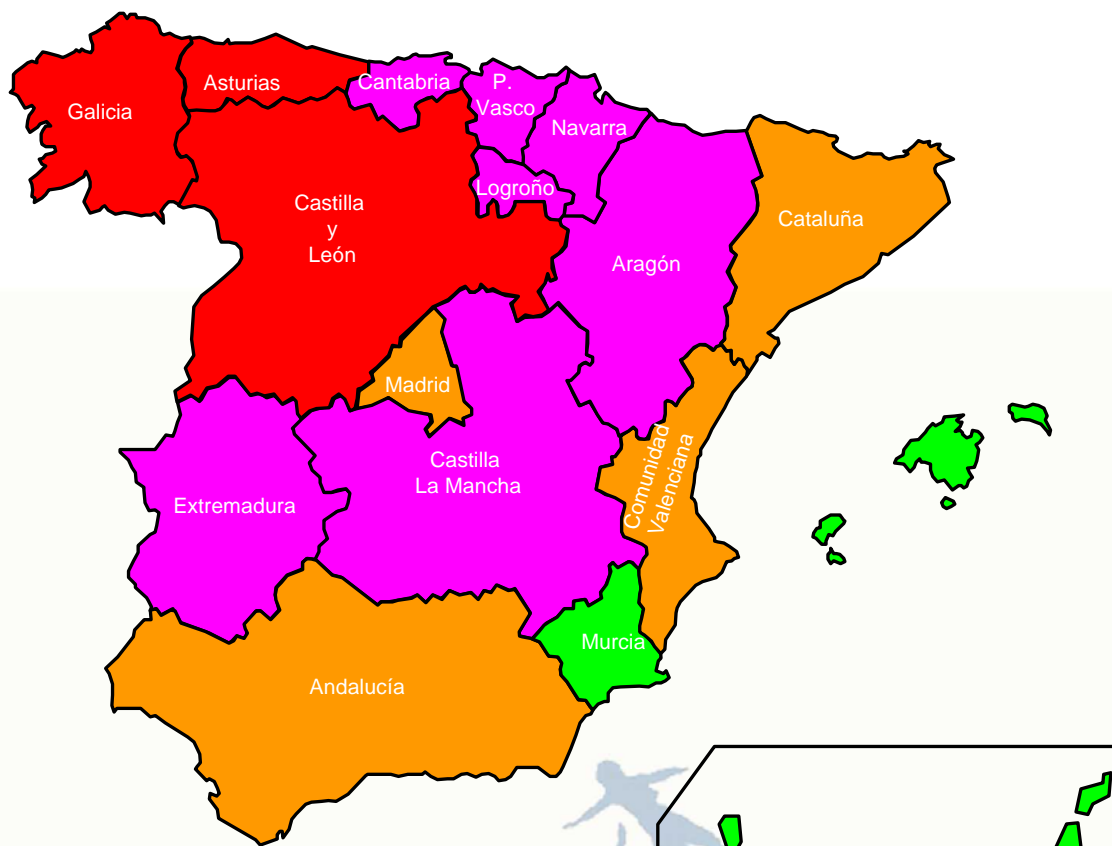 Galicia
Asturias
Cantabria
P.
Vasco
Navarra
Logroño
Castilla
y
León
Aragón
Cataluña
Madrid
Castilla
La Mancha
Extremadura
Comunidad
Valenciana
Murcia
Andalucía